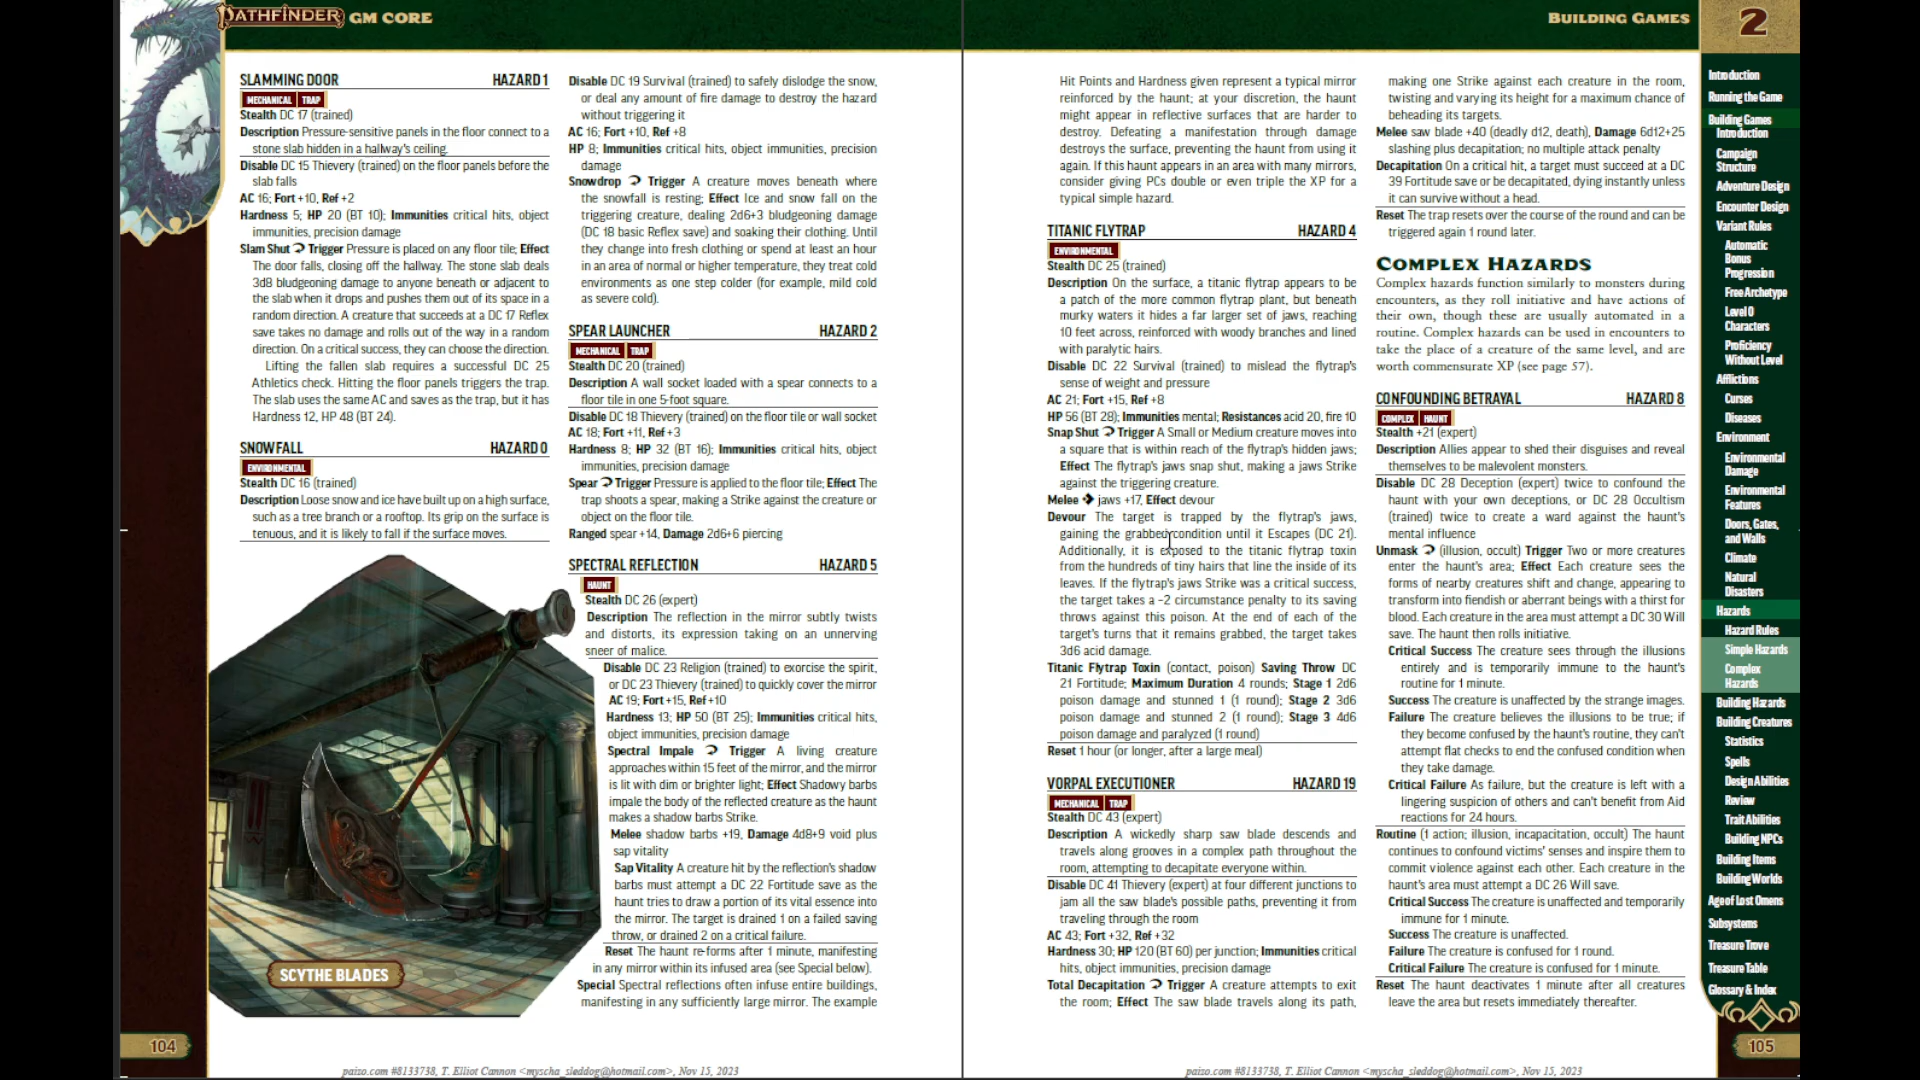 PATHFINDER GM CORE
SLAMMING DOOR HAZARD 1
MECHANICAL TRAP
Stealth DC 17 (trained)
Description Pressure-sensitive panels in the floor connect to a
stone slab hidden in a hallway's ceiling.
Disable DC 15 Thievery (trained) on the floor panels before the
slab falls
AC 16; Fort +10, Ref +2
Hardness 5; HP 20 (BT 10); Immunities critical hits, object
immunities, precision damage
Slam Shut Trigger Pressure is placed on any floor tile; Effect
The door falls, closing off the hallway. The stone slab deals
3d8 bludgeoning damage to anyone beneath or adjacent to
the slab when it drops and pushes them out of its space in a
random direction. A creature that succeeds at a DC 17 Reflex
save takes no damage and rolls out of the way in a random
direction. On a critical success, they can choose the direction.
Lifting the fallen slab requires a successful DC 25
Athletics check. Hitting the floor panels triggers the trap.
The slab uses the same AC and saves as the trap, but it has
Hardness 12, HP 48 (BT 24).
SNOWFALL HAZARD 0
ENVIRONMENTAL
Stealth DC 16 (trained)
Description Loose snow and ice have built up on a high surface,
such as a tree branch or a rooftop. Its grip on the surface is
tenuous, and it is likely to fall if the surface moves.
SCYTHE BLADES
Disable DC 19 Survival (trained) to safely dislodge the snow,
or deal any amount of fire damage to destroy the hazard
without triggering it
AC 16; Fort +10, Ref +8
HP 8; Immunities critical hits, object immunities, precision
damage
Snowdrop Trigger A creature moves beneath where
the snowfall is resting; Effect Ice and snow fall on the
triggering creature, dealing 2d6+3 bludgeoning damage
(DC 18 basic Reflex save) and soaking their clothing. Until
they change into fresh clothing or spend at least an hour
in an area of normal or higher temperature, they treat cold
environments as one step colder (for example, mild cold
as severe cold).
SPEAR LAUNCHER HAZARD 2
MECHANICAL TRAP
Stealth DC 20 (trained)
Description A wall socket loaded with a spear connects to a
floor tile in one 5-foot square.
Disable DC 18 Thievery (trained) on the floor tile or wall socket
AC 18; Fort +11, Ref +3
Hardness 8; HP 32 (BT 16); Immunities critical hits, object
immunities, precision damage
Spear Trigger Pressure is applied to the floor tile; Effect The
trap shoots a spear, making a Strike against the creature or
object on the floor tile.
Ranged spear +14, Damage 2d6+6 piercing
SPECTRAL REFLECTION HAZARD 5
HAUNT
Stealth DC 26 (expert)
Description The reflection in the mirror subtly twists
and distorts, its expression taking on an unnerving
sneer of malice.
Disable DC 23 Religion (trained) to exorcise the spirit,
or DC 23 Thievery (trained) to quickly cover the mirror
AC 19; Fort +15, Ref +10
Hardness 13; HP 50 (BT 25); Immunities critical hits,
object immunities, precision damage
Spectral Impale Trigger A living creature
approaches within 15 feet of the mirror, and the mirror
is lit with dim or brighter light; Effect Shadowy barbs
impale the body of the reflected creature as the haunt
makes a shadow barbs Strike.
Melee shadow barbs +19, Damage 4d8+9 void plus
sap vitality
Sap Vitality A creature hit by the reflection's shadow
barbs must attempt a DC 22 Fortitude save as the
haunt tries to draw a portion of its vital essence into
the mirror. The target is drained 1 on a failed saving
throw, or drained 2 on a critical failure.
Reset The haunt re-forms after 1 minute, manifesting
in any mirror within its infused area (see Special below).
Special Spectral reflections often infuse entire buildings,
manifesting in any sufficiently large mirror. The example
104
paizo.com #8133738, T. Elliot Cannon <myscha_sleddog@hotmail.com>, Nov 15, 2023
BUILDING GAMES 2
Hit Points and Hardness given represent a typical mirror
reinforced by the haunt; at your discretion, the haunt
might appear in reflective surfaces that are harder to
destroy. Defeating a manifestation through damage
destroys the surface, preventing the haunt from using it
again. If this haunt appears in an area with many mirrors,
consider giving PCs double or even triple the XP for a
typical simple hazard.
TITANIC FLYTRAP HAZARD 4
ENVIRONMENTAL
Stealth DC 25 (trained)
Description On the surface, a titanic flytrap appears to be
a patch of the more common flytrap plant, but beneath
murky waters it hides a far larger set of jaws, reaching
10 feet across, reinforced with woody branches and lined
with paralytic hairs.
Disable DC 22 Survival (trained) to mislead the flytrap's
sense of weight and pressure
AC 21; Fort +15, Ref +8
HP 56 (BT 28); Immunities mental; Resistances acid 20, fire 10
Snap Shut Trigger A Small or Medium creature moves into
a square that is within reach of the flytrap's hidden jaws;
Effect The flytrap's jaws snap shut, making a jaws Strike
against the triggering creature.
Melee jaws +17, Effect devour
Devour The target is trapped by the flytrap's jaws,
gaining the grabbed condition until it Escapes (DC 21).
Additionally, it is exposed to the titanic flytrap toxin
from the hundreds of tiny hairs that line the inside of its
leaves. If the flytrap's jaws Strike was a critical success,
the target takes a -2 circumstance penalty to its saving
throws against this poison. At the end of each of the
target's turns that it remains grabbed, the target takes
3d6 acid damage.
Titanic Flytrap Toxin (contact, poison) Saving Throw DC
21 Fortitude; Maximum Duration 4 rounds; Stage 1 2d6
poison damage and stunned 1 (1 round); Stage 2 3d6
poison damage and stunned 2 (1 round); Stage 3 4d6
poison damage and paralyzed (1 round)
Reset 1 hour (or longer, after a large meal)
VORPAL EXECUTIONER HAZARD 19
MECHANICAL TRAP
Stealth DC 43 (expert)
Description A wickedly sharp saw blade descends and
travels along grooves in a complex path throughout the
room, attempting to decapitate everyone within.
Disable DC 41 Thievery (expert) at four different junctions to
jam all the saw blade's possible paths, preventing it from
traveling through the room
AC 43; Fort +32, Ref +32
Hardness 30; HP 120 (BT 60) per junction; Immunities critical
hits, object immunities, precision damage
Total Decapitation Trigger A creature attempts to exit
the room; Effect The saw blade travels along its path,
making one Strike against each creature in the room,
twisting and varying its height for a maximum chance of
beheading its targets.
Melee saw blade +40 (deadly d12, death), Damage 6d12+25
slashing plus decapitation; no multiple attack penalty
Decapitation On a critical hit, a target must succeed at a DC
39 Fortitude save or be decapitated, dying instantly unless
it can survive without a head.
Reset The trap resets over the course of the round and can be
triggered again 1 round later.
COMPLEX HAZARDS
Complex hazards function similarly to monsters during
encounters, as they roll initiative and have actions of
their own, though these are usually automated in a
routine. Complex hazards can be used in encounters to
take the place of a creature of the same level, and are
worth commensurate XP (see page 57).
CONFOUNDING BETRAYAL HAZARD 8
COMPLEX HAUNT
Stealth +21 (expert)
Description Allies appear to shed their disguises and reveal
themselves to be malevolent monsters.
Disable DC 28 Deception (expert) twice to confound the
haunt with your own deceptions, or DC 28 Occultism
(trained) twice to create a ward against the haunt's
mental influence
Unmask (illusion, occult) Trigger Two or more creatures
enter the haunt's area; Effect Each creature sees the
forms of nearby creatures shift and change, appearing to
transform into fiendish or aberrant beings with a thirst for
blood. Each creature in the area must attempt a DC 30 Will
save. The haunt then rolls initiative.
Critical Success The creature sees through the illusions
entirely and is temporarily immune to the haunt's
routine for 1 minute.
Success The creature is unaffected by the strange images.
Failure The creature believes the illusions to be true; if
they become confused by the haunt's routine, they can't
attempt flat checks to end the confused condition when
they take damage.
Critical Failure As failure, but the creature is left with a
lingering suspicion of others and can't benefit from Aid
reactions for 24 hours.
Routine (1 action; illusion, incapacitation, occult) The haunt
continues to confound victims' senses and inspire them to
commit violence against each other. Each creature in the
haunt's area must attempt a DC 26 Will save.
Critical Success The creature is unaffected and temporarily
immune for 1 minute.
Success The creature is unaffected.
Failure The creature is confused for 1 round.
Critical Failure The creature is confused for 1 minute.
Reset The haunt deactivates 1 minute after all creatures
leave the area but resets immediately thereafter.
Introduction
Running the Game
Building Games
Introduction
Campaign
Structure
Adventure Design
Encounter Design
Variant Rules
Automatic
Bonus
Progression
Free Archetype
Level 0
Characters
Proficiency
Without Level
Afflictions
Curses
Diseases
Environment
Environmental
Damage
Environmental
Features
Doors, Gates,
and Walls
Climate
Natural
Disasters
Hazards
Hazard Rules
Simple Hazards
Complex
Hazards
Building Hazards
Building Creatures
Statistics
Spells
Design Abilities
Review
Trait Abilities
Building NPCs
Building Items
Building Worlds
Age of Lost Omens
Subsystems
Treasure Trove
Treasure Table
Glossary & Index
105
paizo.com #8133738, T. Elliot Cannon <myscha_sleddog@hotmail.com>, Nov 15, 2023